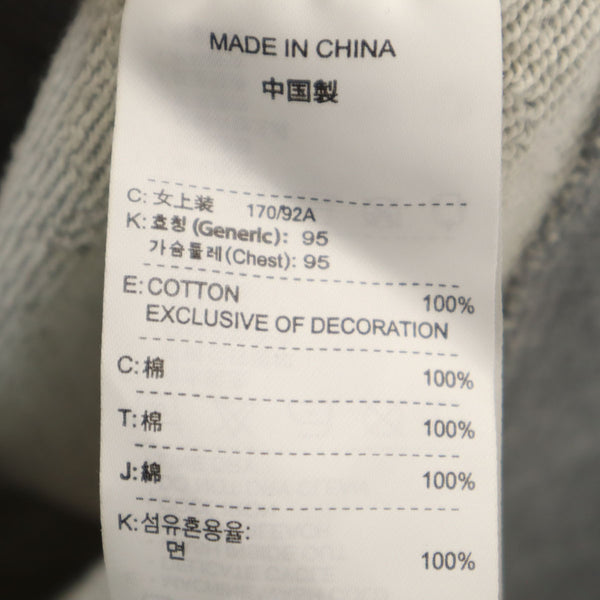 MADE IN CHINA
中国製
C: 女上装 170/92A
K: 호칭 (Generic): 95
가슴둘레(Chest): 95
E: COTTON 100%
EXCLUSIVE OF DECORATION
C: 棉 100%
T: 棉 100%
J: 綿 100%
K: 섬유혼용율:
면 100%